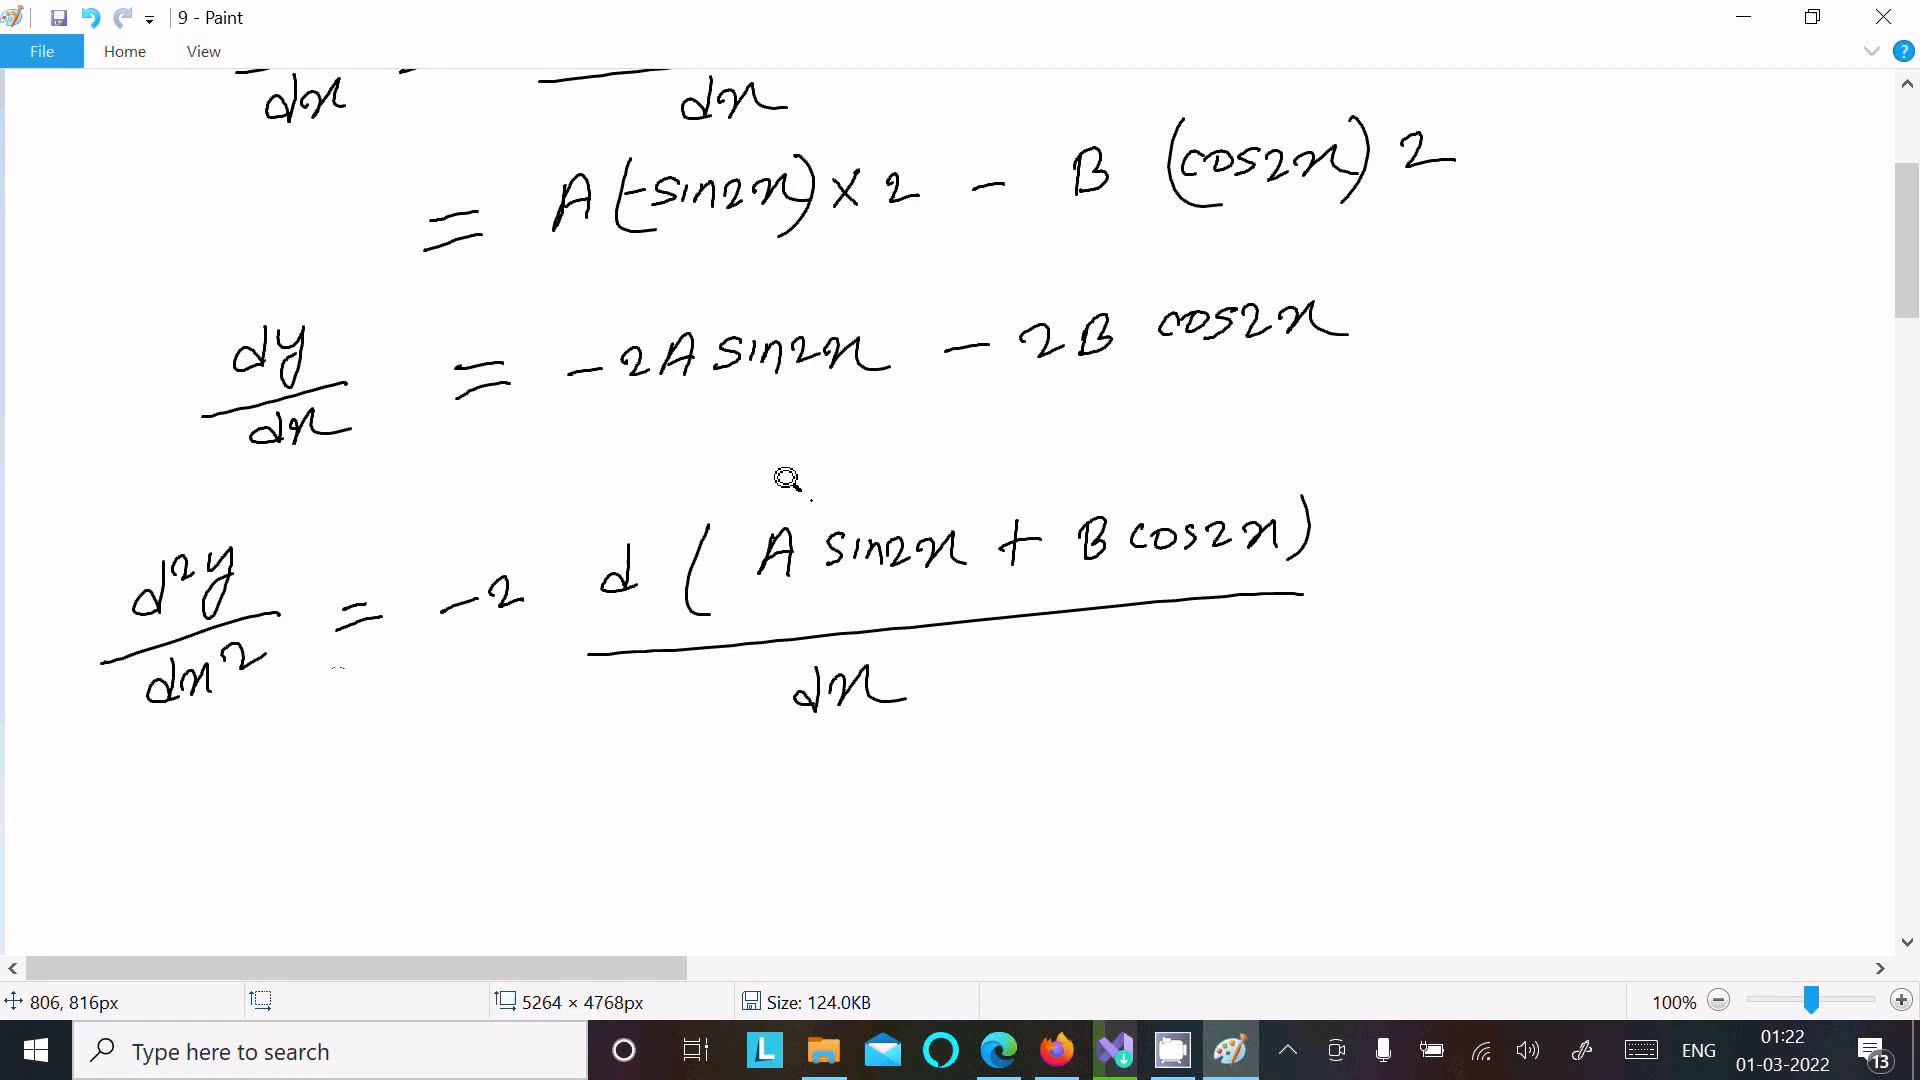 9 - Paint
File Home View
dx dx
= A(-sin2x)×2 - B (cos2x) 2
dy/dx = -2A sin2x - 2B cos2x
d²y/dx² = -2 d(A sin2x + B cos2x)/dx
806, 816px 5264 × 4768px Size: 124.0KB 100%
Type here to search
L
ENG
01:22
01-03-2022
13